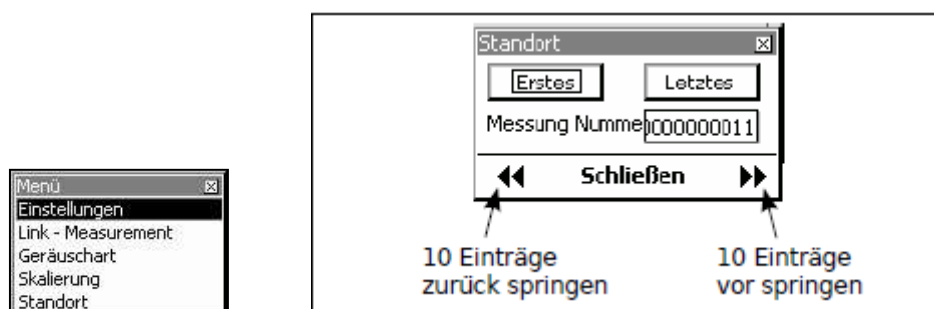 Menü
Einstellungen
Link - Measurement
Geräuschart
Skalierung
Standort
Standort
Erstes Letztes
Messung Numme 0000000011
Schließen
10 Einträge
zurück springen
10 Einträge
vor springen